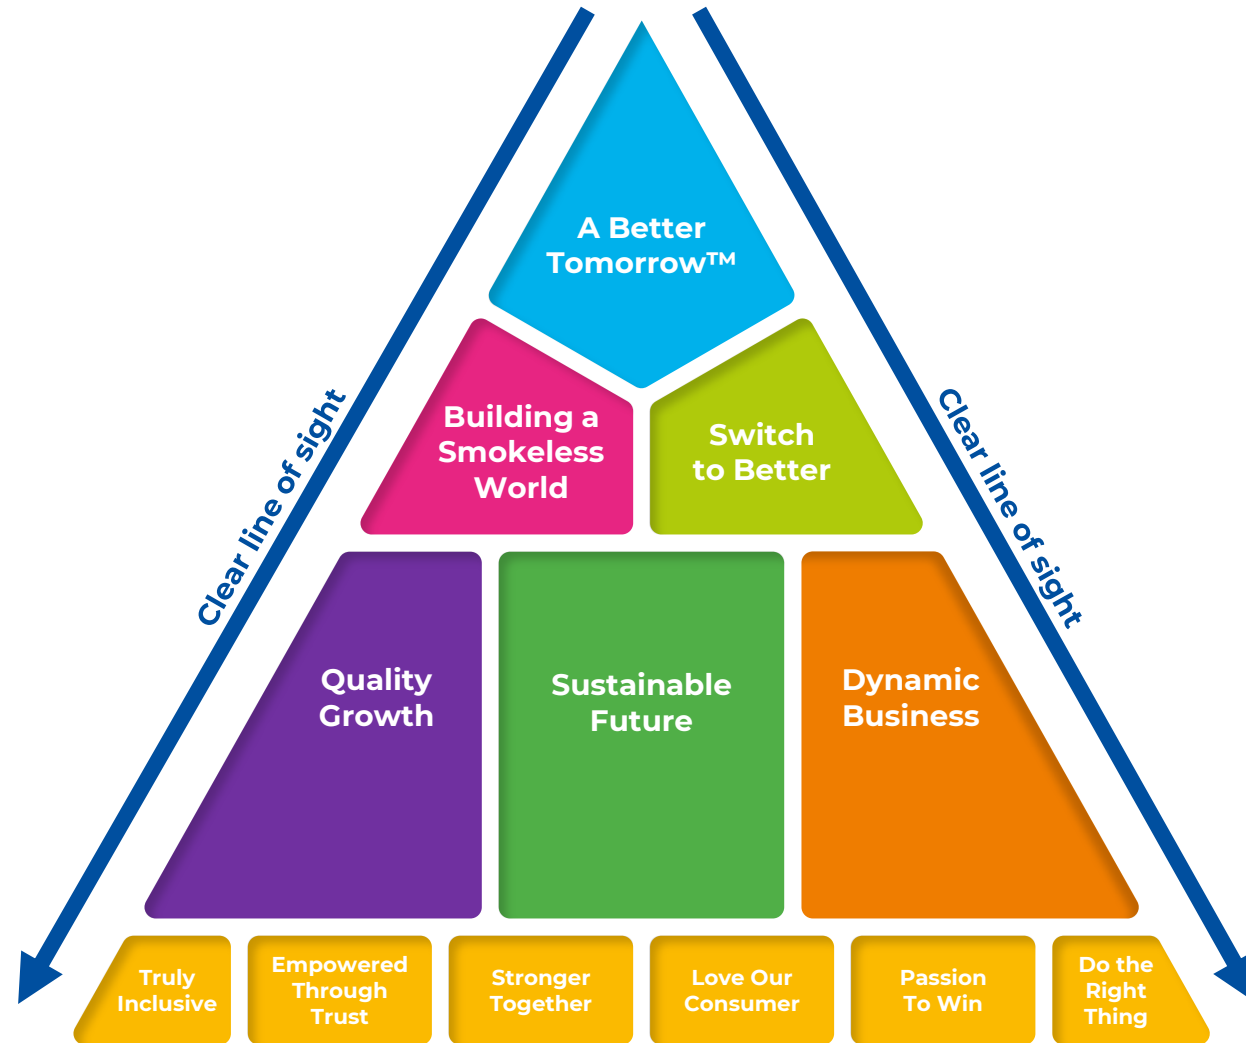 A Better
Tomorrow™
Building a
Smokeless
World
Switch
to Better
Clear line of sight
Clear line of sight
Quality
Growth
Sustainable
Future
Dynamic
Business
Truly
Inclusive
Empowered
Through
Trust
Stronger
Together
Love Our
Consumer
Passion
To Win
Do the
Right
Thing